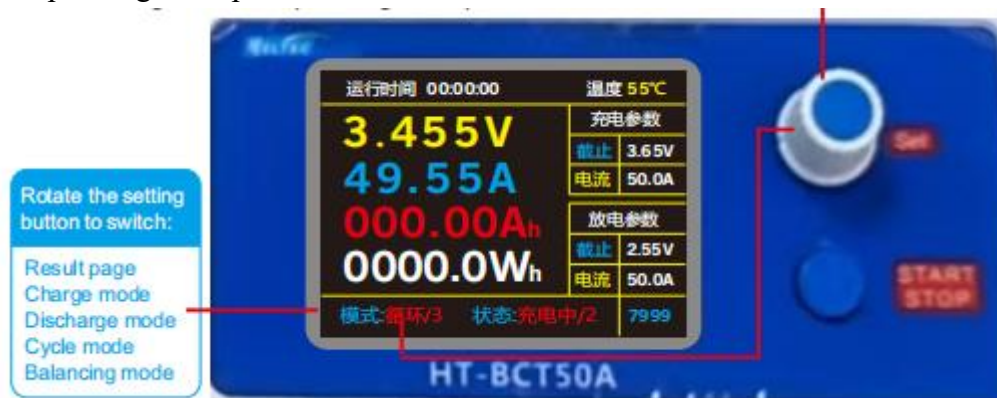 运行时间 00:00:00
温度 55℃
3.455V
49.55A
000.00Ah
0000.0Wh
充电参数
截止 3.65V
电流 50.0A
放电参数
截止 2.55V
电流 50.0A
模式:循环/3
状态:充电中/2
7999
Set
START
STOP
HT-BCT50A
Rotate the setting
button to switch:
Result page
Charge mode
Discharge mode
Cycle mode
Balancing mode